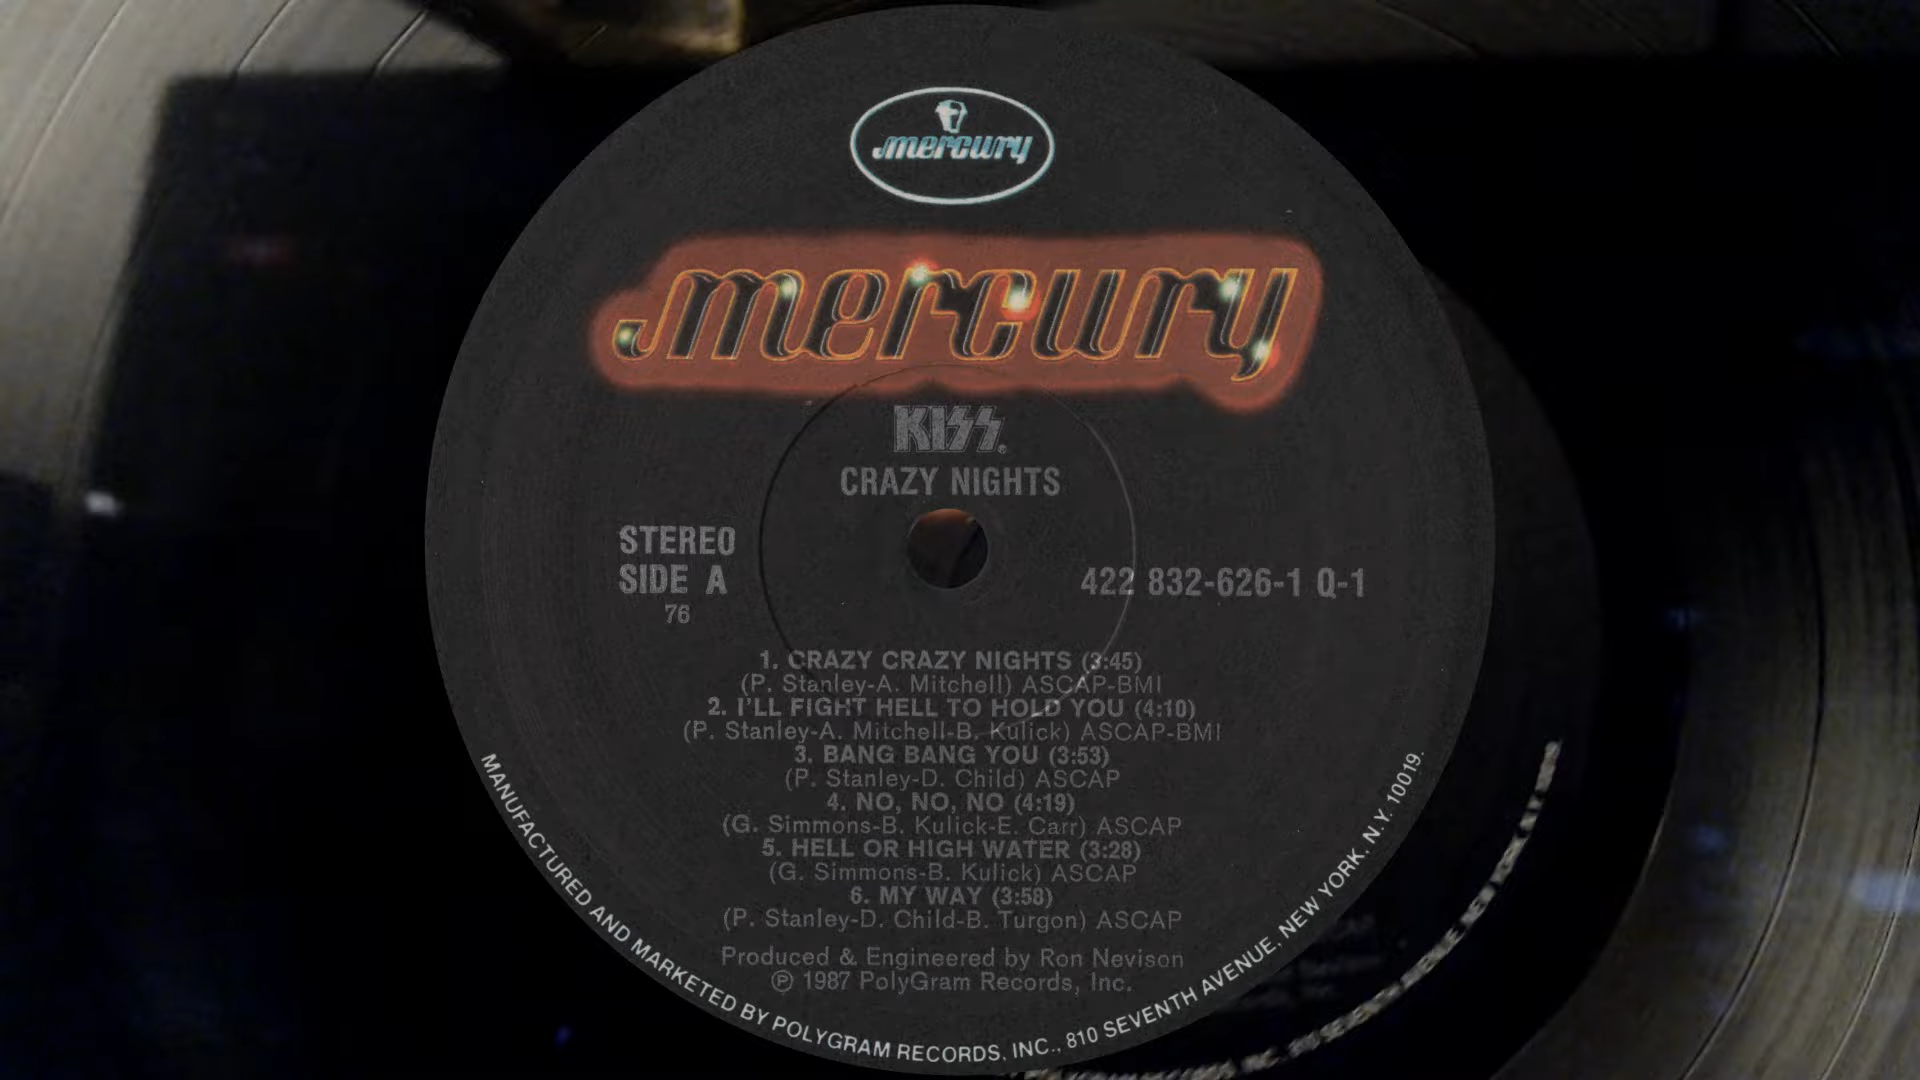 mercury
mercury
KISS®
CRAZY NIGHTS
STEREO
SIDE A
76
422 832-626-1 Q-1
1. CRAZY CRAZY NIGHTS (3:45)
(P. Stanley-A. Mitchell) ASCAP-BMI
2. I'LL FIGHT HELL TO HOLD YOU (4:10)
(P. Stanley-A. Mitchell-B. Kulick) ASCAP-BMI
3. BANG BANG YOU (3:53)
(P. Stanley-D. Child) ASCAP
4. NO, NO, NO (4:19)
(G. Simmons-B. Kulick-E. Carr) ASCAP
5. HELL OR HIGH WATER (3:28)
(G. Simmons-B. Kulick) ASCAP
6. MY WAY (3:58)
(P. Stanley-D. Child-B. Turgon) ASCAP
Produced & Engineered by Ron Nevison
℗ 1987 PolyGram Records, Inc.
MANUFACTURED AND MARKETED BY POLYGRAM RECORDS, INC., 810 SEVENTH AVENUE, NEW YORK, N.Y. 10019.